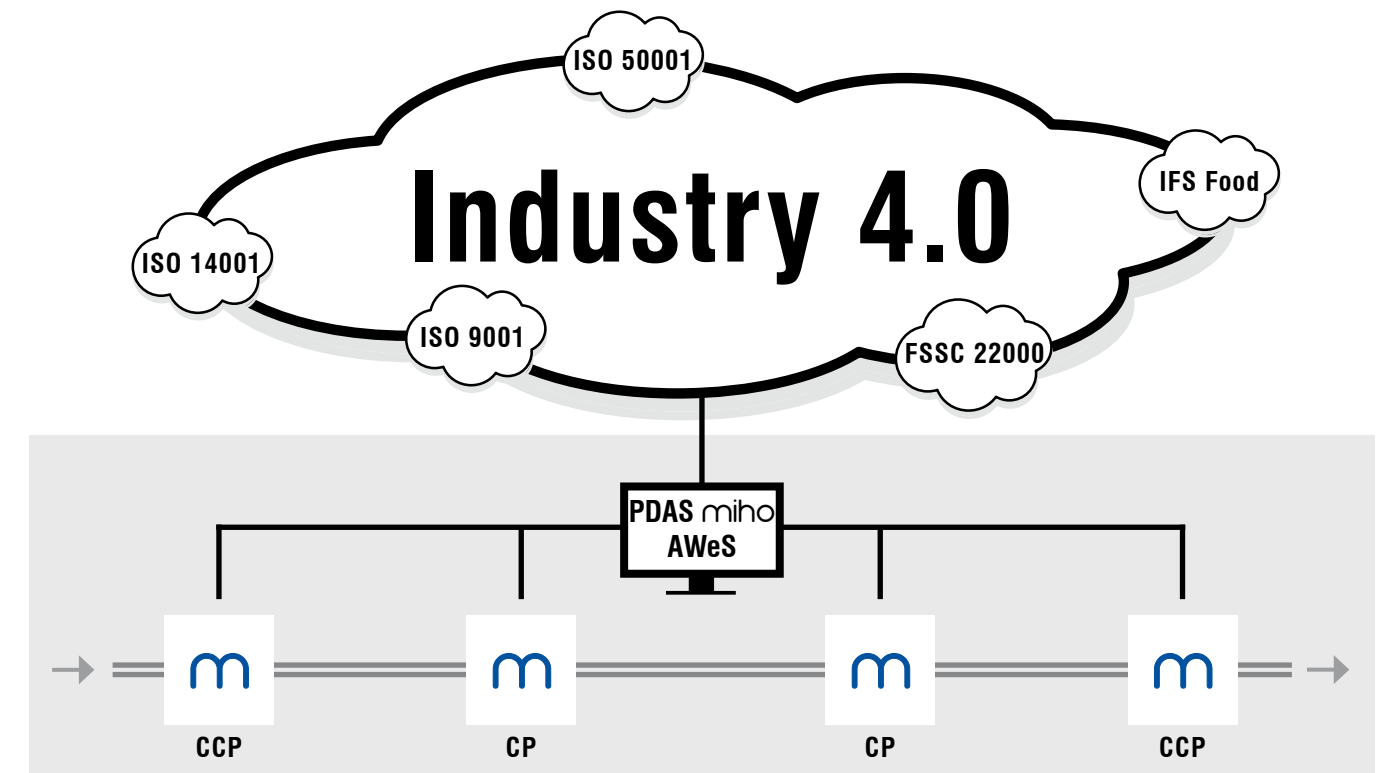 ISO 50001
IFS Food
Industry 4.0
ISO 14001
ISO 9001
FSSC 22000
PDAS miho
AWeS
m
m
m
m
CCP
CP
CP
CCP